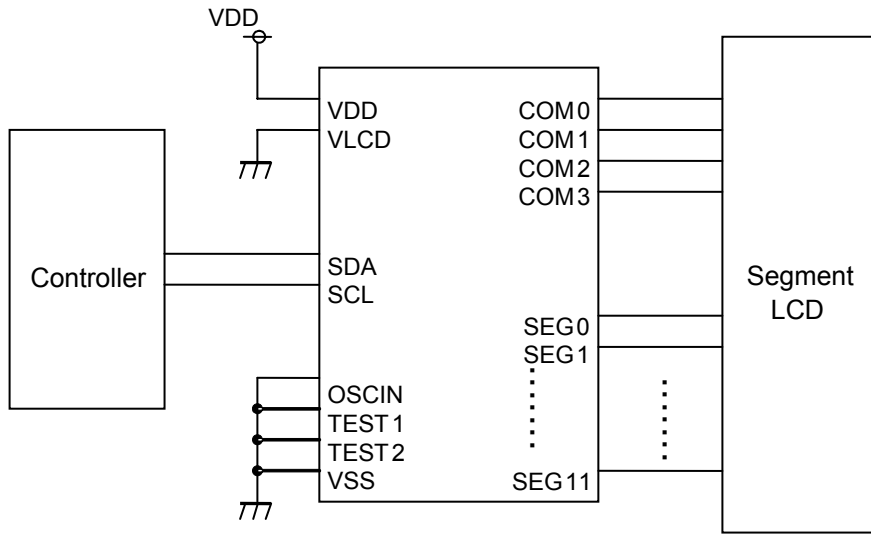 VDD
VDD
VLCD
COM0
COM1
COM2
COM3
Controller
SDA
SCL
Segment
LCD
SEG0
SEG1
OSCIN
TEST1
TEST2
VSS
SEG11